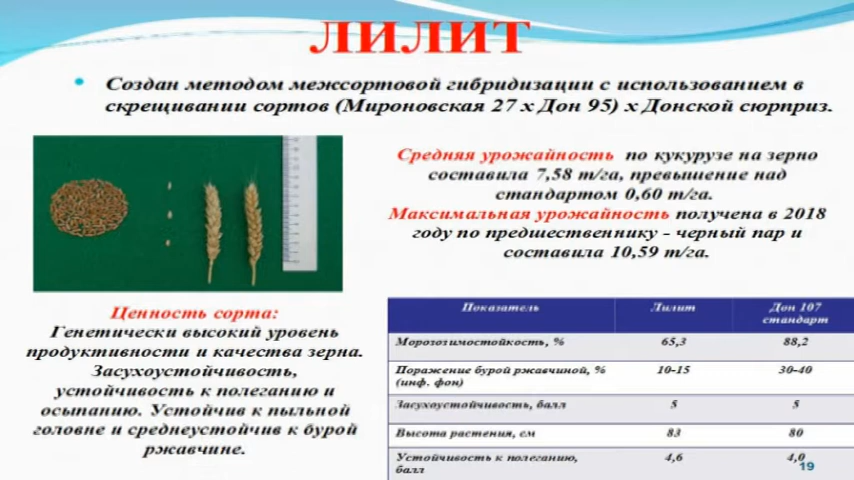 ЛИЛИТ
Создан методом межсортовой гибридизации с использованием в
скрещивании сортов (Мироновская 27 х Дон 95) х Донской сюрприз.
Средняя урожайность по кукурузе на зерно
составила 7,58 т/га, превышение над
стандартом 0,60 т/га.
Максимальная урожайность получена в 2018
году по предшественнику - черный пар и
составила 10,59 т/га.
Ценность сорта:
Генетически высокий уровень
продуктивности и качества зерна.
Засухоустойчивость,
устойчивость к полеганию и
осыпанию. Устойчив к пыльной
головне и среднеустойчив к бурой
ржавчине.
Показатель Лилит Дон 107
стандарт
Морозозимостойкость, % 65,3 88,2
Поражение бурой ржавчиной, % 10-15 30-40
(инф. фон)
Засухоустойчивость, балл 5 5
Высота растения, см 83 80
Устойчивость к полеганию, 4,6 4,0
балл
19